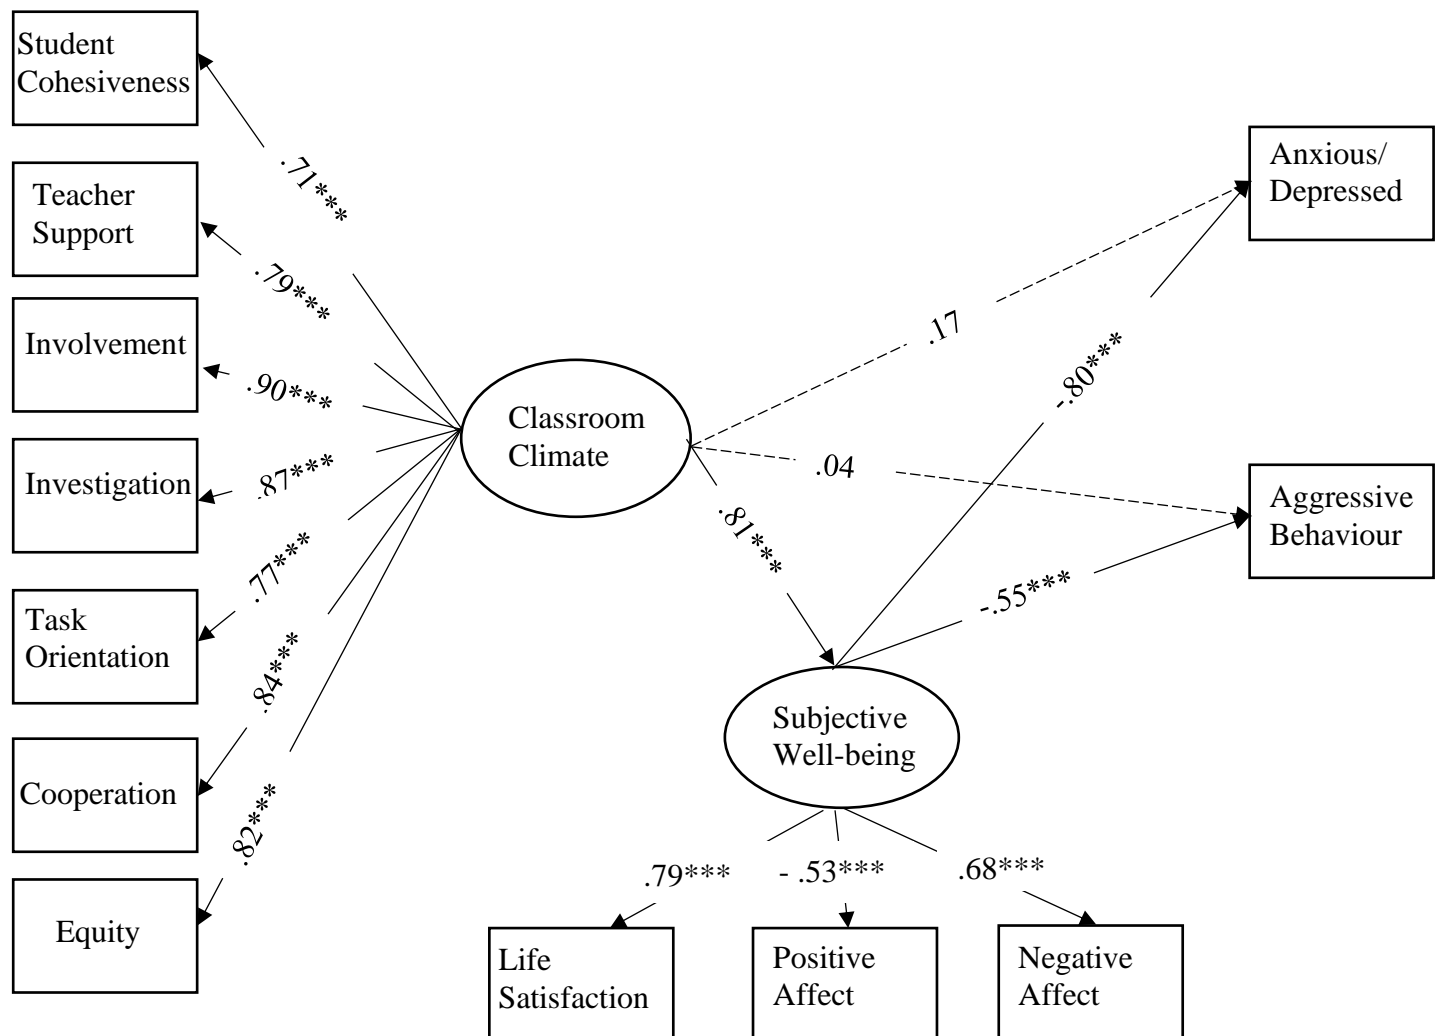 Student
Cohesiveness
Teacher
Support
Involvement
Investigation
Task
Orientation
Cooperation
Equity
.71***
.79***
.90***
.87***
.77***
.84***
.82***
Classroom
Climate
.17
.04
.81***
-.80***
-.55***
Anxious/
Depressed
Aggressive
Behaviour
Subjective
Well-being
.79***
- .53***
.68***
Life
Satisfaction
Positive
Affect
Negative
Affect